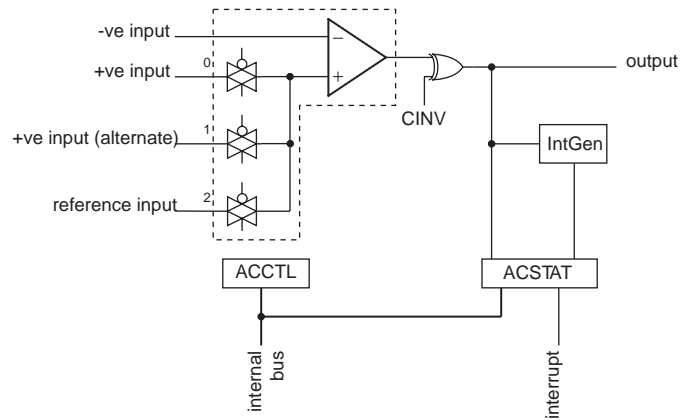 -ve input
+ve input
0
+ve input (alternate)
1
reference input
2
−
+
CINV
output
IntGen
ACCTL
ACSTAT
internal
bus
interrupt